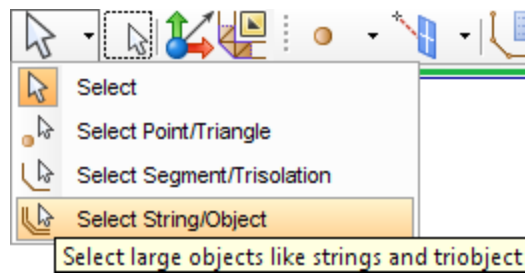 Select
Select Point/Triangle
Select Segment/Trisolation
Select String/Object
Select large objects like strings and triobject